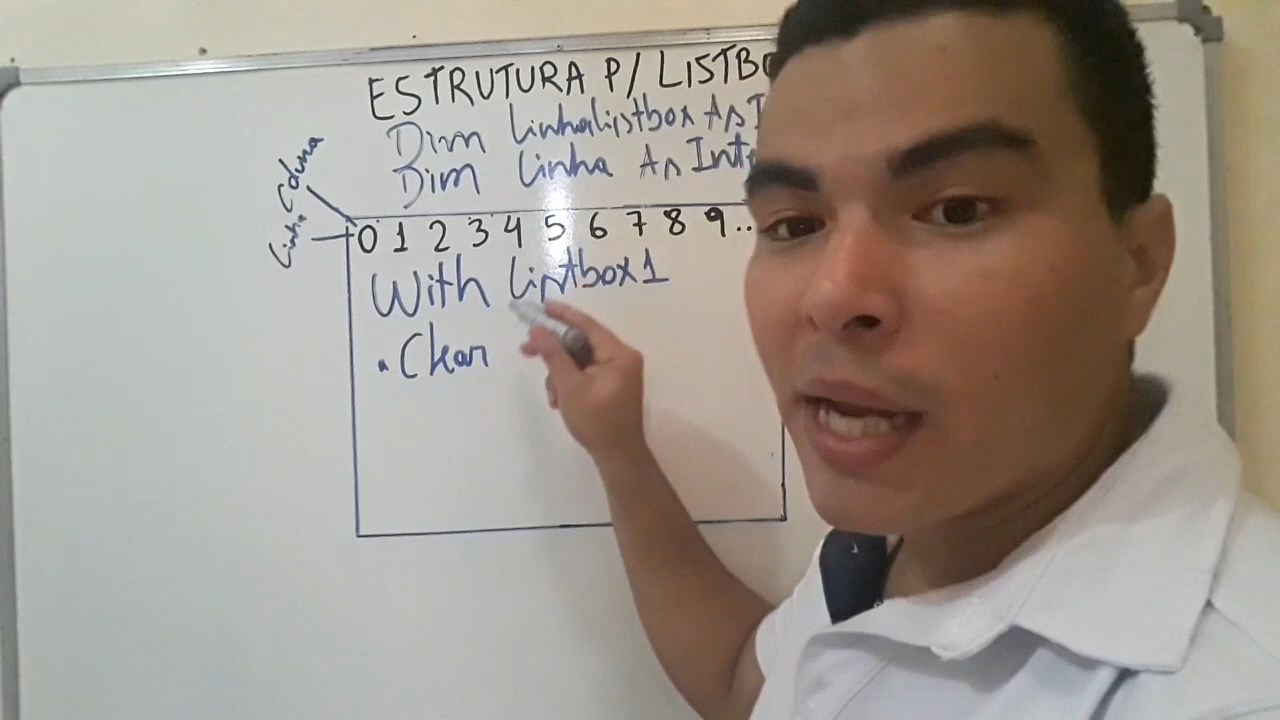 ESTRUTURA P/ LISTBO
Dim linhalistbox As I
Dim linha As Int
Coluna
Linha
0 1 2 3 4 5 6 7 8 9..
With listbox1
.Clear